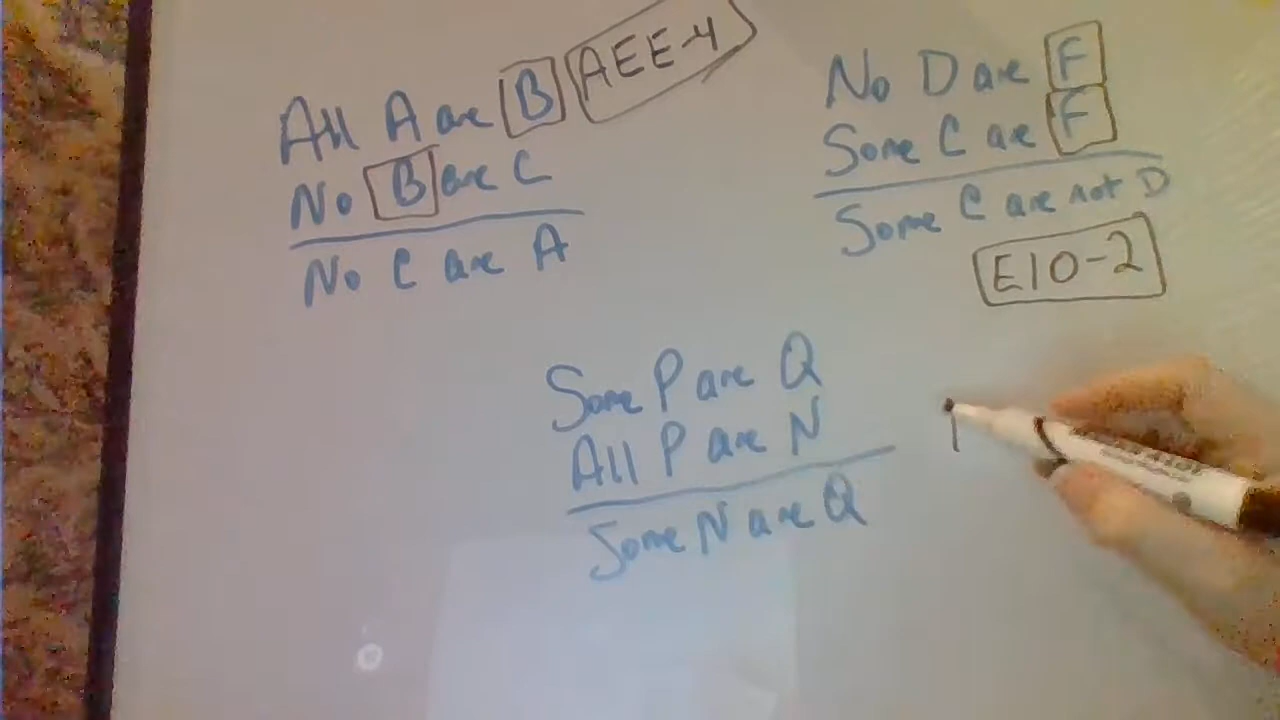 All A are B AEE-4
No B are C
No C are A
No D are F
Some C are F
Some C are not D
EIO-2
Some P are Q
All P are N
Some N are Q
I